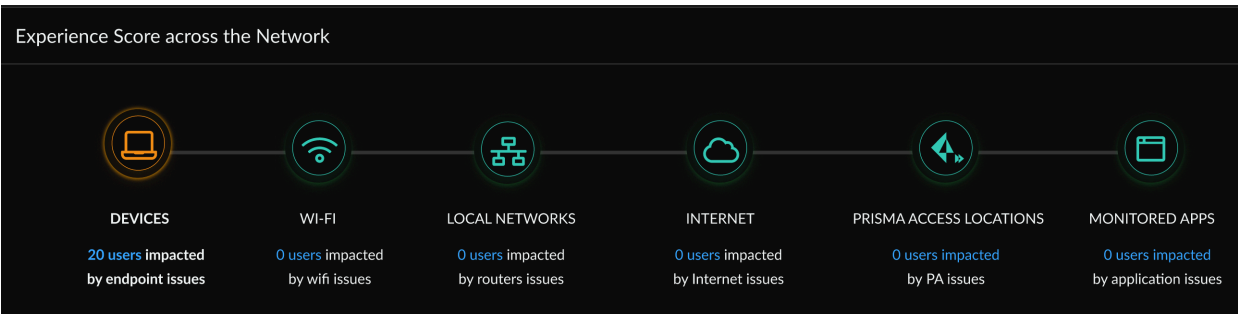 Experience Score across the Network
DEVICES
20 users impacted
by endpoint issues
WI-FI
0 users impacted
by wifi issues
LOCAL NETWORKS
0 users impacted
by routers issues
INTERNET
0 users impacted
by Internet issues
PRISMA ACCESS LOCATIONS
0 users impacted
by PA issues
MONITORED APPS
0 users impacted
by application issues